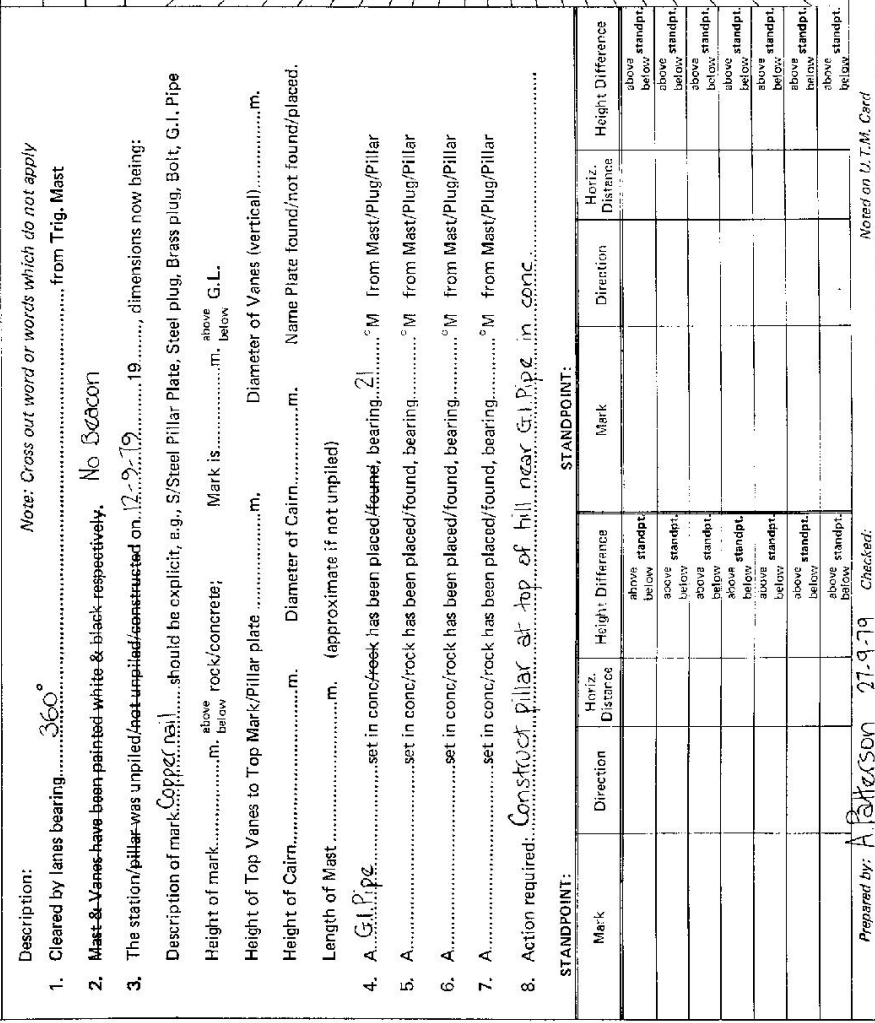 Description:
Note: Cross out word or words which do not apply
1. Cleared by lanes bearing......360°......from Trig. Mast
2. Mast & Vanes have been painted white & black respectively. No Beacon
3. The station/pillar was unpiled/not unpiled/constructed on 12-9-79 19......, dimensions now being:
Description of mark Copper nail ......should be explicit, e.g., S/Steel Pillar Plate, Steel plug, Brass plug, Bolt, G.I. Pipe
Height of mark...............m. above below rock/concrete; Mark is...............m. above below G.L.
Height of Top Vanes to Top Mark/Pillar plate ...............m. Diameter of Vanes (vertical)...............m.
Height of Cairn...............m. Diameter of Cairn...............m. Name Plate found/not found/placed.
Length of Mast...............m. (approximate if not unpiled)
4. A G.I. Pipe ......set in conc/rock has been placed/found, bearing 21 °M from Mast/Plug/Pillar
5. A...............set in conc/rock has been placed/found, bearing...............°M from Mast/Plug/Pillar
6. A...............set in conc/rock has been placed/found, bearing...............°M from Mast/Plug/Pillar
7. A...............set in conc/rock has been placed/found, bearing...............°M from Mast/Plug/Pillar
8. Action required: Construct pillar at top of hill near G.I. Pipe in conc.
STANDPOINT: STANDPOINT:
Mark Direction Horiz. Distance Height Difference Mark Direction Horiz. Distance Height Difference
above below standpt. above below standpt.
above below standpt. above below standpt.
above below standpt. above below standpt.
above below standpt. above below standpt.
above below standpt. above below standpt.
above below standpt. above below standpt.
above below standpt. above below standpt.
Prepared by: A. Patterson 27-9-79 Checked: Noted on U.T.M. Card